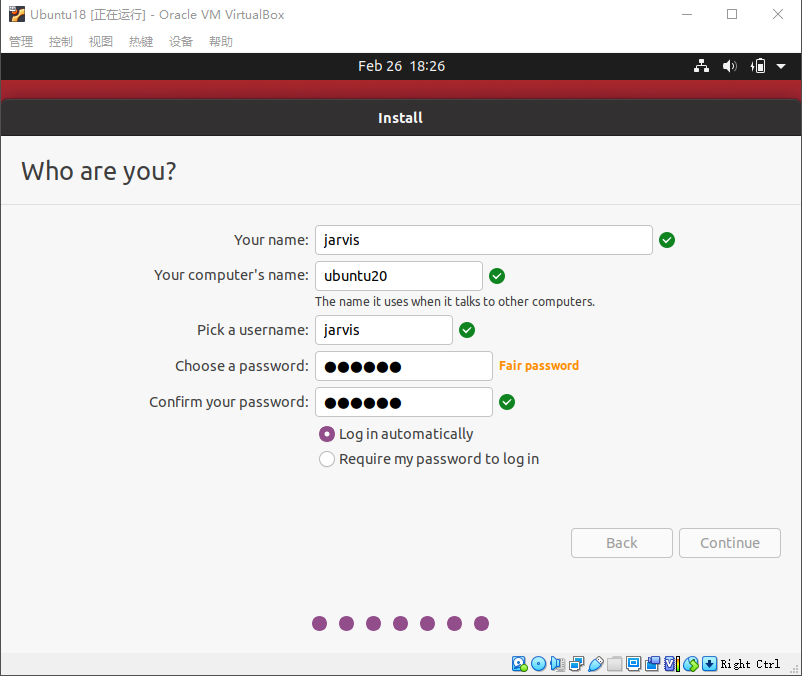 Ubuntu18 [正在运行] - Oracle VM VirtualBox
管理 控制 视图 热键 设备 帮助
Feb 26 18:26
Install
Who are you?
Your name: jarvis
Your computer's name: ubuntu20
The name it uses when it talks to other computers.
Pick a username: jarvis
Choose a password: ●●●●●● Fair password
Confirm your password: ●●●●●●
Log in automatically
Require my password to log in
Back Continue
Right Ctrl